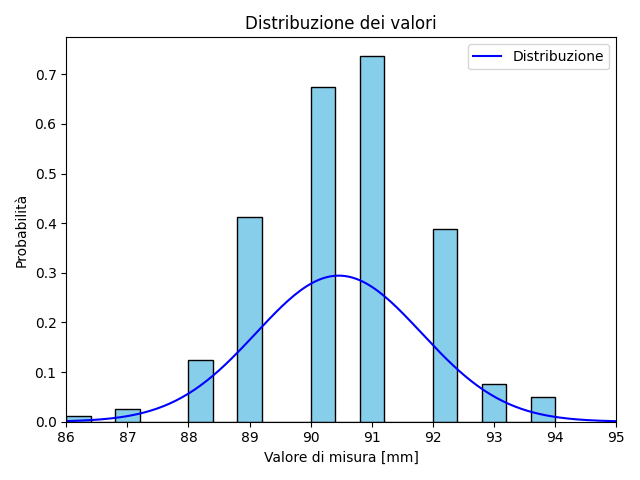 Distribuzione dei valori
Distribuzione
Probabilità
0.7
0.6
0.5
0.4
0.3
0.2
0.1
0.0
86 87 88 89 90 91 92 93 94 95
Valore di misura [mm]